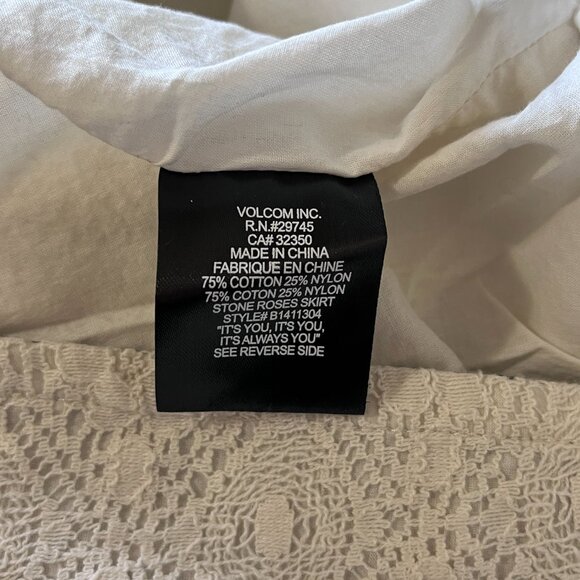 VOLCOM INC.
R.N.#29745
CA# 32350
MADE IN CHINA
FABRIQUE EN CHINE
75% COTTON 25% NYLON
75% COTON 25% NYLON
STONE ROSES SKIRT
STYLE# B1411304
"IT'S YOU, IT'S YOU,
IT'S ALWAYS YOU"
SEE REVERSE SIDE